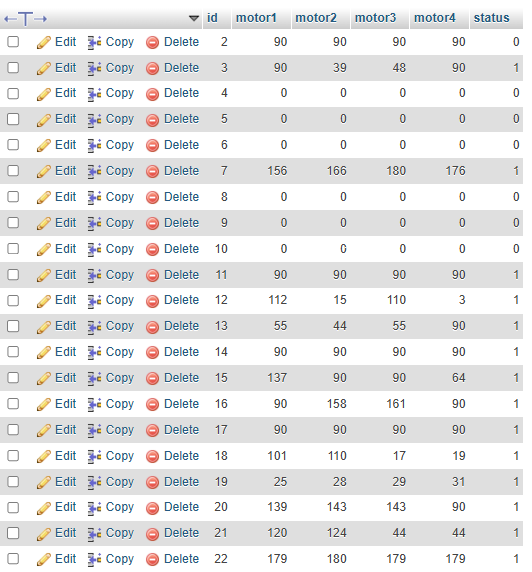 id motor1 motor2 motor3 motor4 status
Edit Copy Delete 2 90 90 90 90 0
Edit Copy Delete 3 90 39 48 90 1
Edit Copy Delete 4 0 0 0 0 0
Edit Copy Delete 5 0 0 0 0 0
Edit Copy Delete 6 0 0 0 0 0
Edit Copy Delete 7 156 166 180 176 1
Edit Copy Delete 8 0 0 0 0 0
Edit Copy Delete 9 0 0 0 0 0
Edit Copy Delete 10 0 0 0 0 0
Edit Copy Delete 11 90 90 90 90 1
Edit Copy Delete 12 112 15 110 3 1
Edit Copy Delete 13 55 44 55 90 1
Edit Copy Delete 14 90 90 90 90 1
Edit Copy Delete 15 137 90 90 64 1
Edit Copy Delete 16 90 158 161 90 1
Edit Copy Delete 17 90 90 90 90 1
Edit Copy Delete 18 101 110 17 19 1
Edit Copy Delete 19 25 28 29 31 1
Edit Copy Delete 20 139 143 143 90 1
Edit Copy Delete 21 120 124 44 44 1
Edit Copy Delete 22 179 180 179 179 1